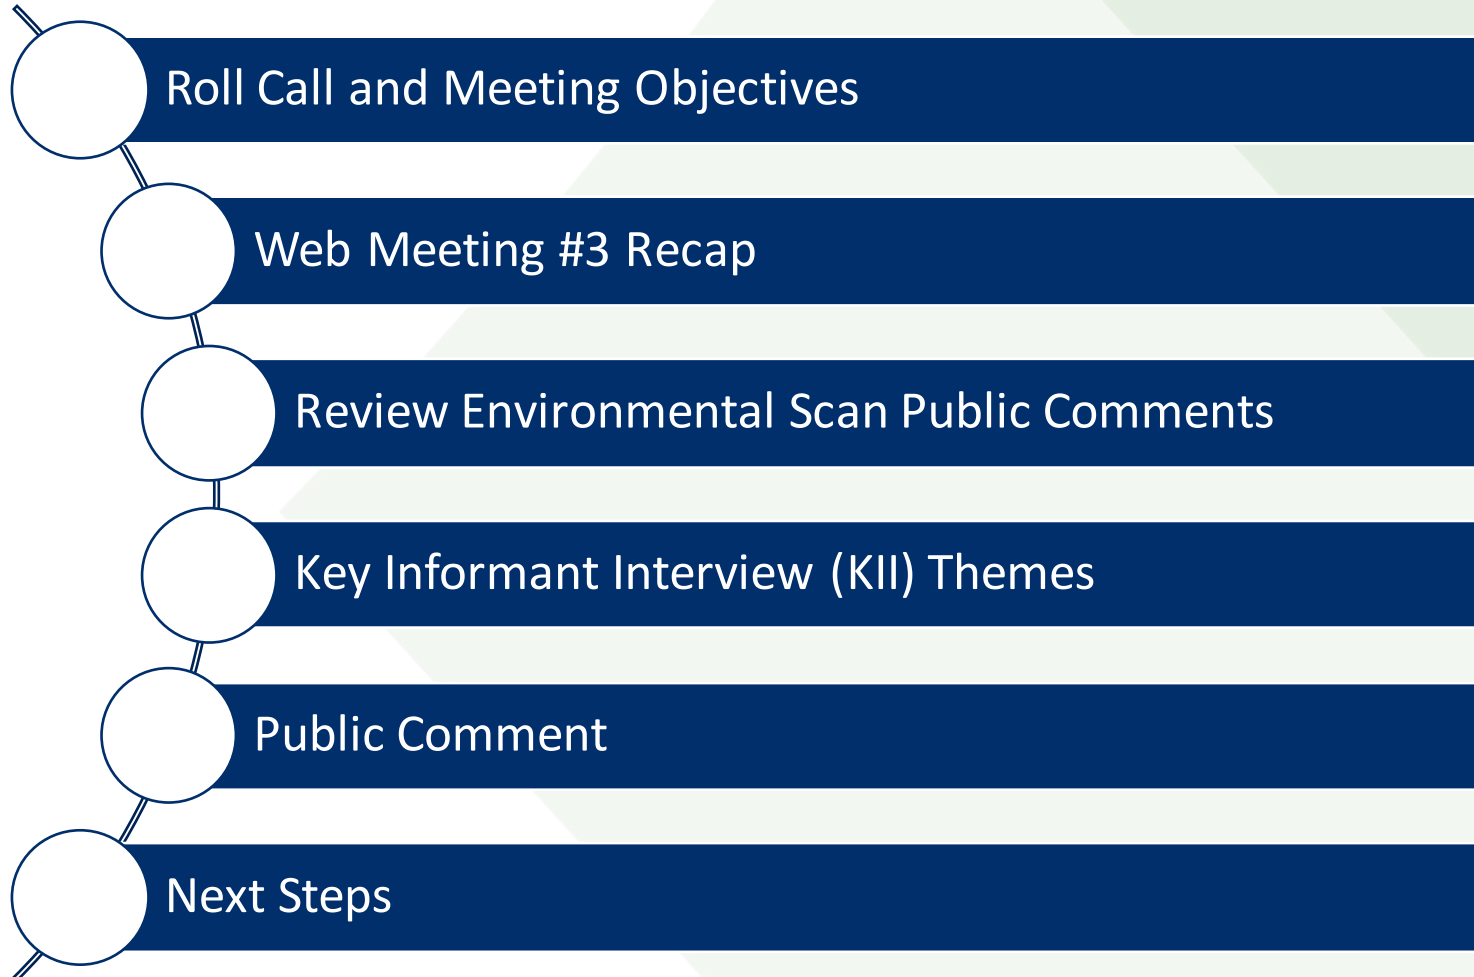 Roll Call and Meeting Objectives
Web Meeting #3 Recap
Review Environmental Scan Public Comments
Key Informant Interview (KII) Themes
Public Comment
Next Steps